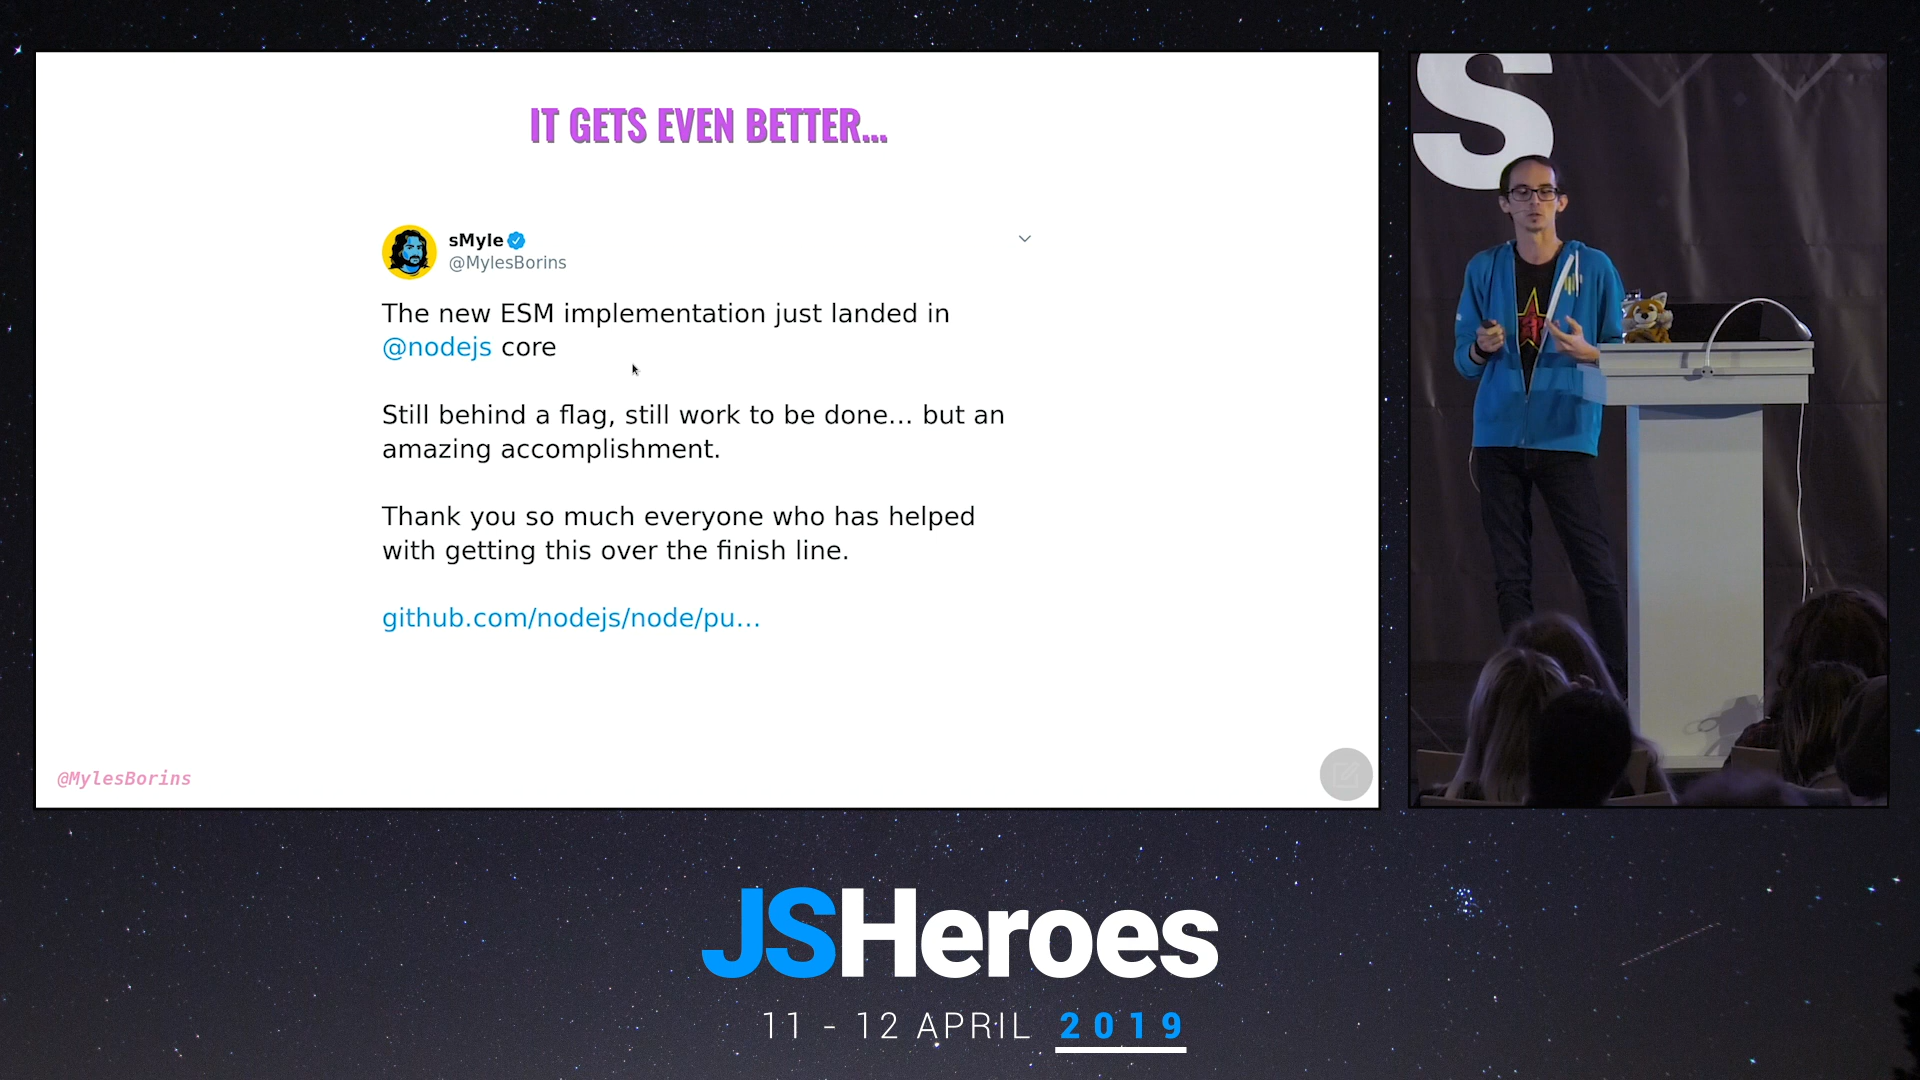 IT GETS EVEN BETTER...
sMyle
@MylesBorins
The new ESM implementation just landed in
@nodejs core
Still behind a flag, still work to be done... but an
amazing accomplishment.
Thank you so much everyone who has helped
with getting this over the finish line.
github.com/nodejs/node/pu...
@MylesBorins
S
JSHeroes
11 - 12 APRIL 2019